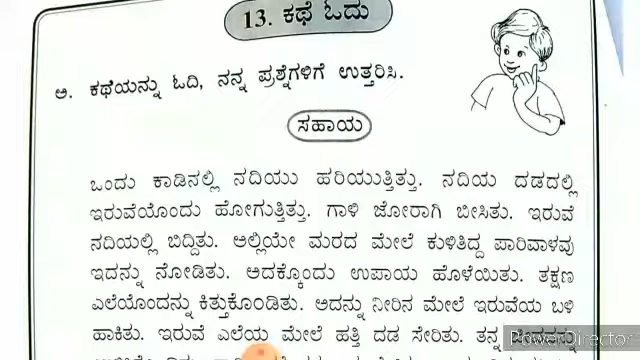 13. ಕಥೆ ಓದು
ಅ. ಕಥೆಯನ್ನು ಓದಿ, ನನ್ನ ಪ್ರಶ್ನೆಗಳಿಗೆ ಉತ್ತರಿಸಿ.
ಸಹಾಯ
ಒಂದು ಕಾಡಿನಲ್ಲಿ ನದಿಯು ಹರಿಯುತ್ತಿತ್ತು. ನದಿಯ ದಡದಲ್ಲಿ
ಇರುವೆಯೊಂದು ಹೋಗುತ್ತಿತ್ತು. ಗಾಳಿ ಜೋರಾಗಿ ಬೀಸಿತು. ಇರುವೆ
ನದಿಯಲ್ಲಿ ಬಿದ್ದಿತು. ಅಲ್ಲಿಯೇ ಮರದ ಮೇಲೆ ಕುಳಿತಿದ್ದ ಪಾರಿವಾಳವು
ಇದನ್ನು ನೋಡಿತು. ಅದಕ್ಕೊಂದು ಉಪಾಯ ಹೊಳೆಯಿತು. ತಕ್ಷಣ
ಎಲೆಯೊಂದನ್ನು ಕಿತ್ತುಕೊಂಡಿತು. ಅದನ್ನು ನೀರಿನ ಮೇಲೆ ಇರುವೆಯ ಬಳಿ
ಹಾಕಿತು. ಇರುವೆ ಎಲೆಯ ಮೇಲೆ ಹತ್ತಿ ದಡ ಸೇರಿತು. ತನ್ನ
PowerDirector